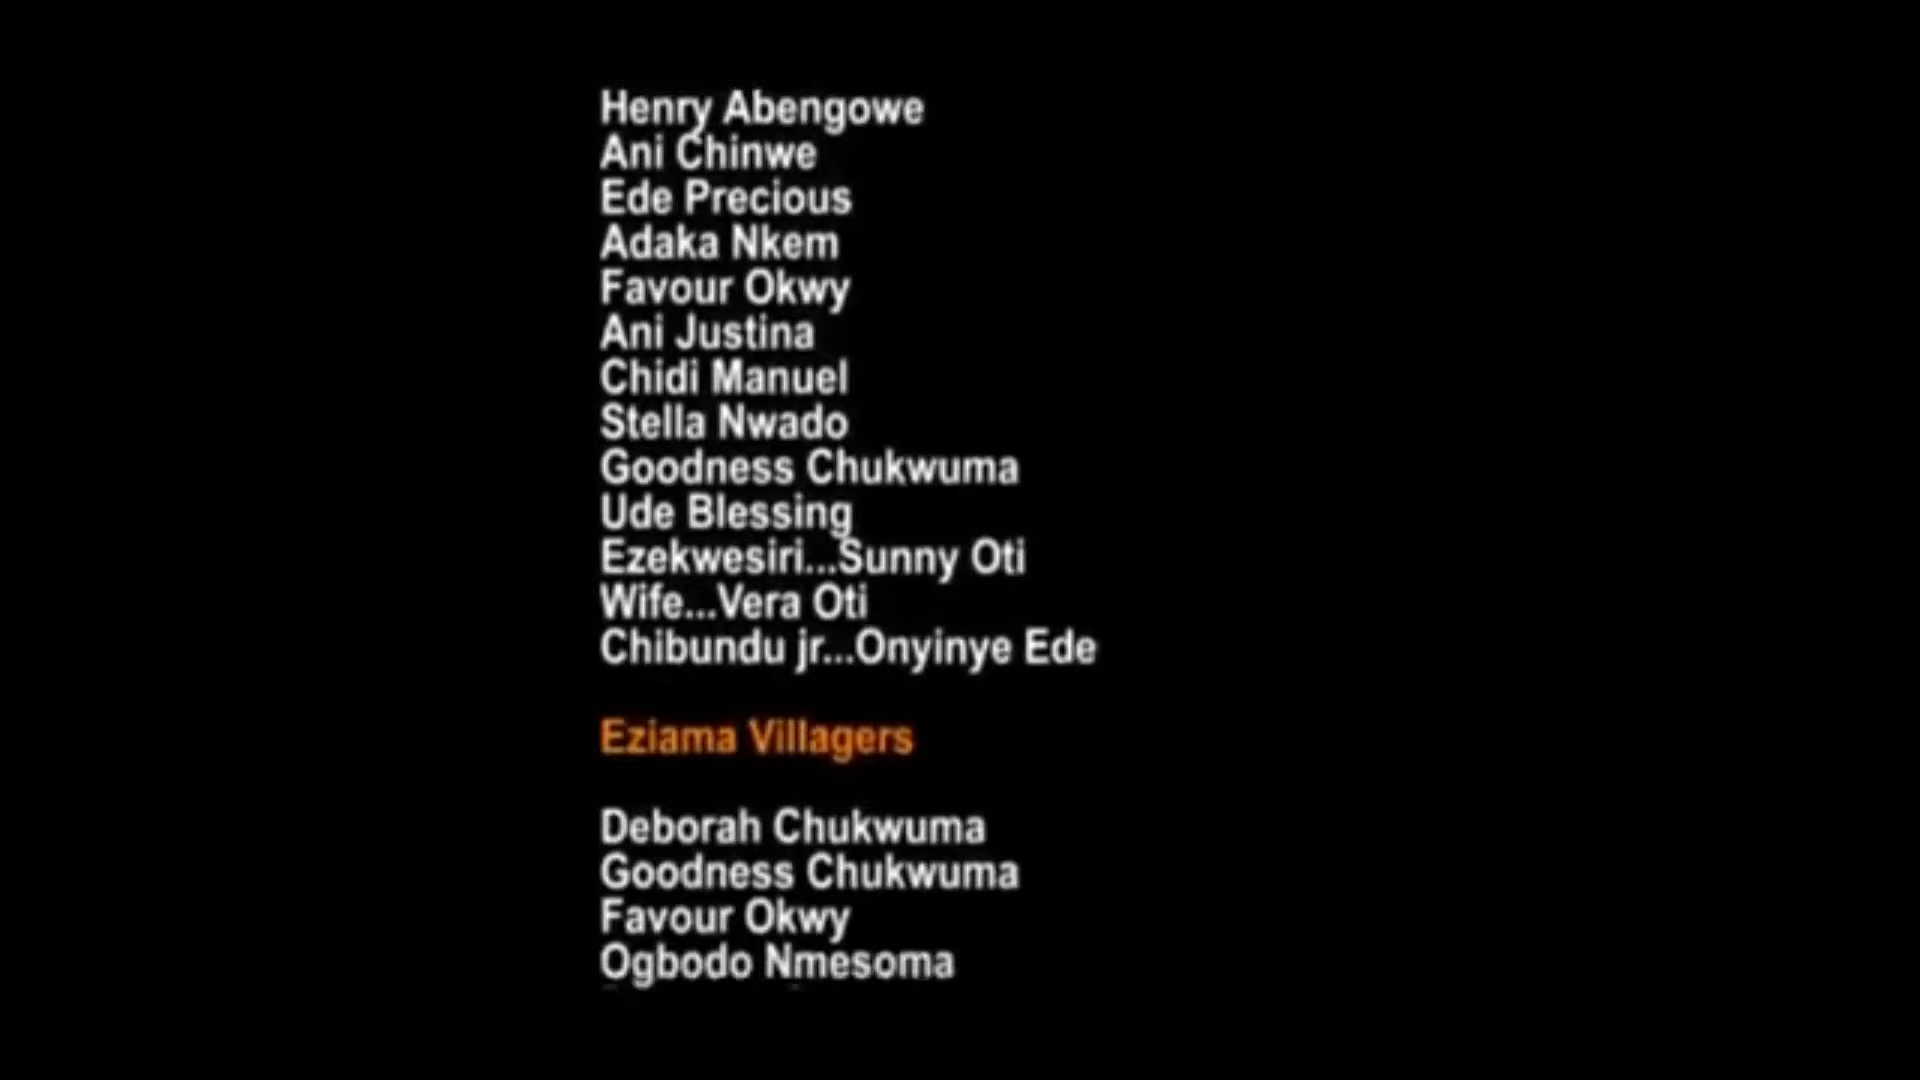 Henry Abengowe
Ani Chinwe
Ede Precious
Adaka Nkem
Favour Okwy
Ani Justina
Chidi Manuel
Stella Nwado
Goodness Chukwuma
Ude Blessing
Ezekwesiri...Sunny Oti
Wife...Vera Oti
Chibundu jr...Onyinye Ede
Eziama Villagers
Deborah Chukwuma
Goodness Chukwuma
Favour Okwy
Ogbodo Nmesoma